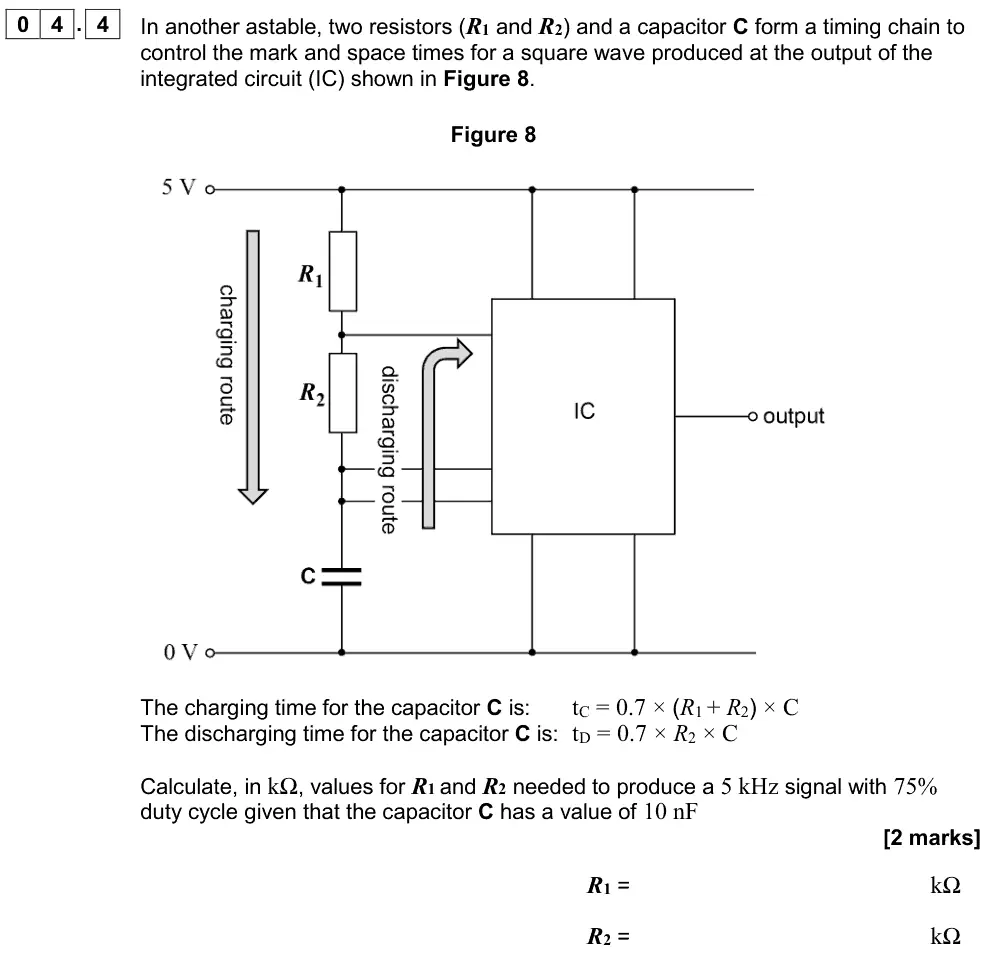 0 4 . 4 In another astable, two resistors (R1 and R2) and a capacitor C form a timing chain to
control the mark and space times for a square wave produced at the output of the
integrated circuit (IC) shown in Figure 8.
Figure 8
5 V
charging route
R1
R2
discharging route
IC
output
C
0 V
The charging time for the capacitor C is: tC = 0.7 × (R1 + R2) × C
The discharging time for the capacitor C is: tD = 0.7 × R2 × C
Calculate, in kΩ, values for R1 and R2 needed to produce a 5 kHz signal with 75%
duty cycle given that the capacitor C has a value of 10 nF
[2 marks]
R1 = kΩ
R2 = kΩ